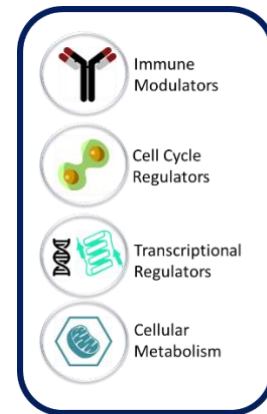 Immune
Modulators
Cell Cycle
Regulators
Transcriptional
Regulators
Cellular
Metabolism